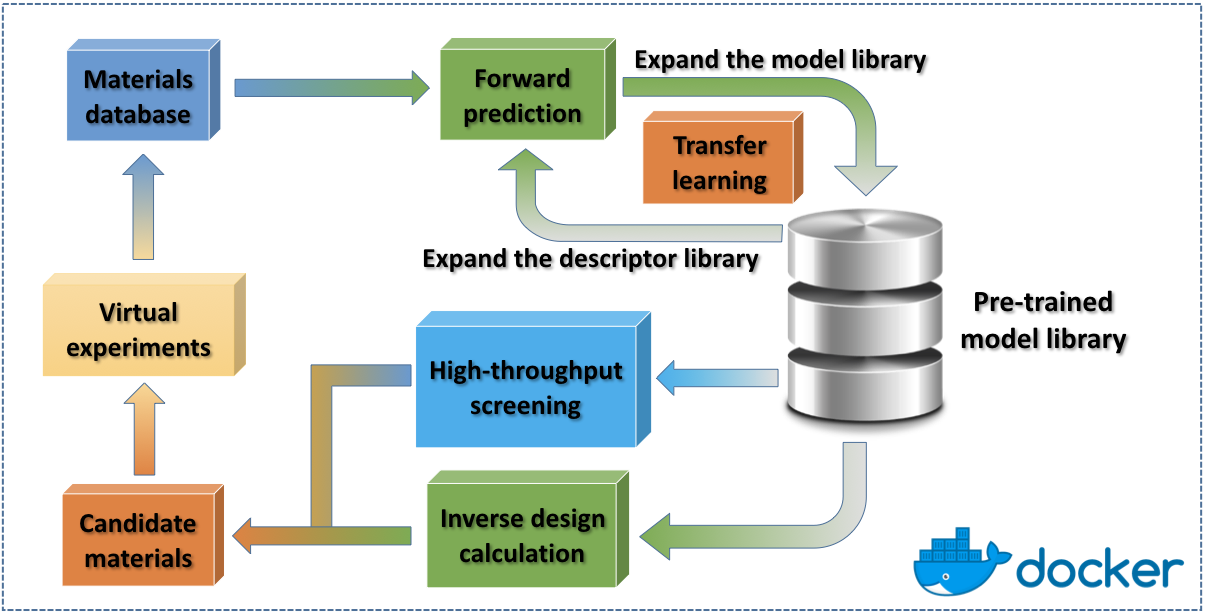 Materials
database
Forward
prediction
Expand the model library
Transfer
learning
Expand the descriptor library
Pre-trained
model library
Virtual
experiments
High-throughput
screening
Inverse design
calculation
Candidate
materials
docker